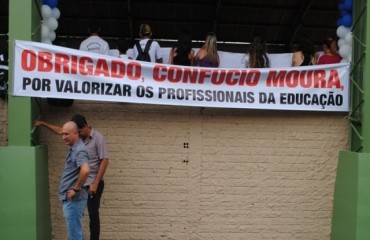 OBRIGADO, CONFÚCIO MOURA,
POR VALORIZAR OS PROFISSIONAIS DA EDUCAÇÃO